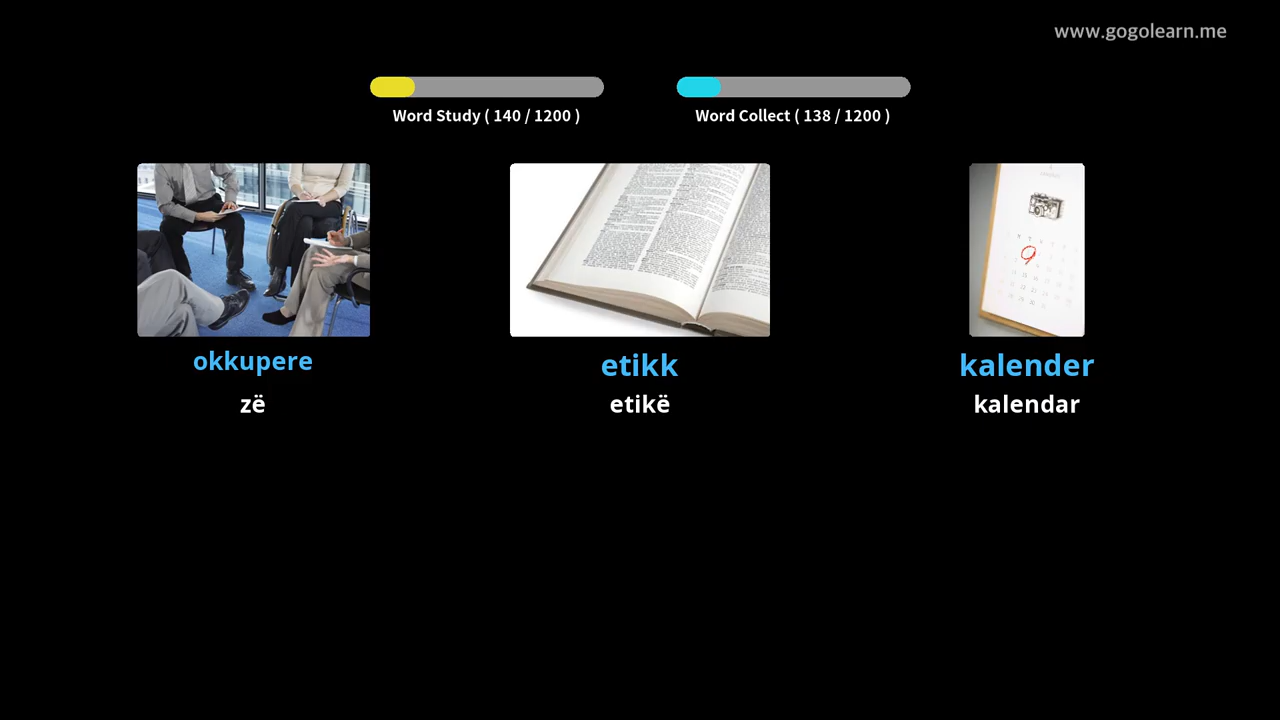 www.gogolearn.me
Word Study ( 140 / 1200 )
Word Collect ( 138 / 1200 )
okkupere
etikk
kalender
zë
etikë
kalendar